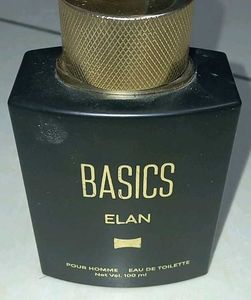 BASICS
ELAN
POUR HOMME EAU DE TOILETTE
Net Vol. 100 ml